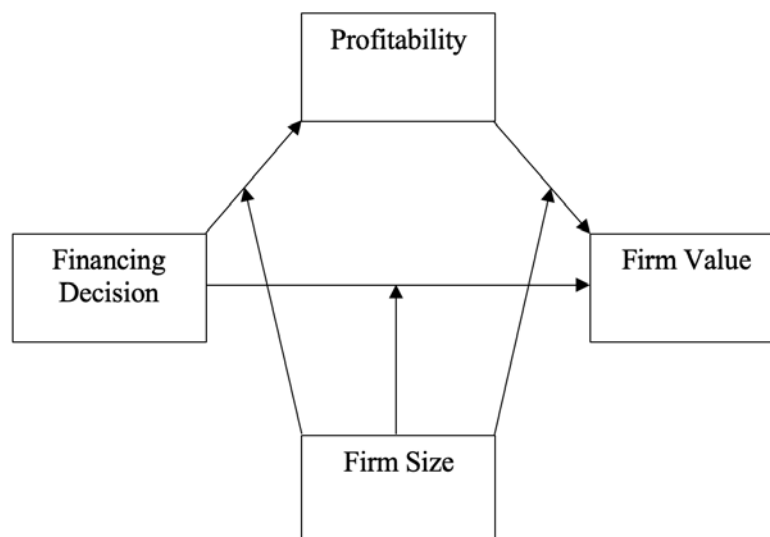 Profitability
Financing
Decision
Firm Value
Firm Size